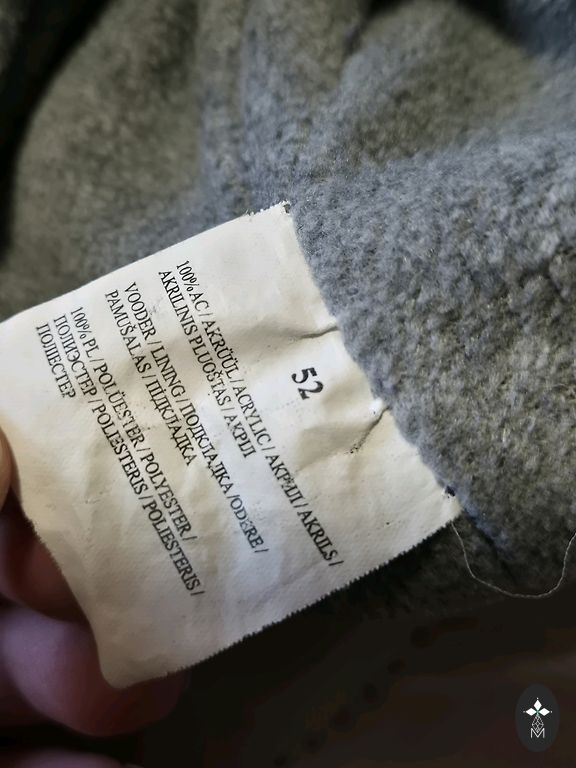 52
100% AC / AKRÜÜL / ACRYLIC / АКРИЛ / AKRILS /
AKRILINIS PLUOŠTAS / АКРІЛ
VOODER / LINING / ПОДКЛАДКА / ODERE /
PAMUŠALAS / ПІДКЛАДКА
100% PL / POLÜESTER / POLYESTER /
ПОЛИЭСТЕР / POLIESTERIS / POLIESTERIS /
ПОЛІЕСТЕР
M